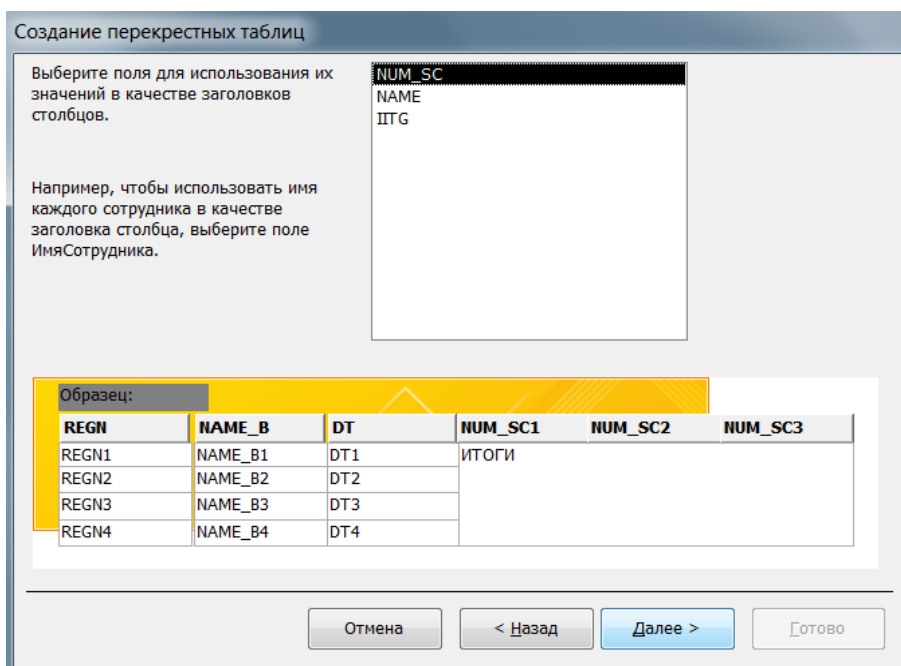 Создание перекрестных таблиц
Выберите поля для использования их
значений в качестве заголовков
столбцов.
Например, чтобы использовать имя
каждого сотрудника в качестве
заголовка столбца, выберите поле
ИмяСотрудника.
NUM_SC
NAME
IITG
Образец:
REGN NAME_B DT NUM_SC1 NUM_SC2 NUM_SC3
REGN1 NAME_B1 DT1 ИТОГИ
REGN2 NAME_B2 DT2
REGN3 NAME_B3 DT3
REGN4 NAME_B4 DT4
Отмена < Назад Далее > Готово